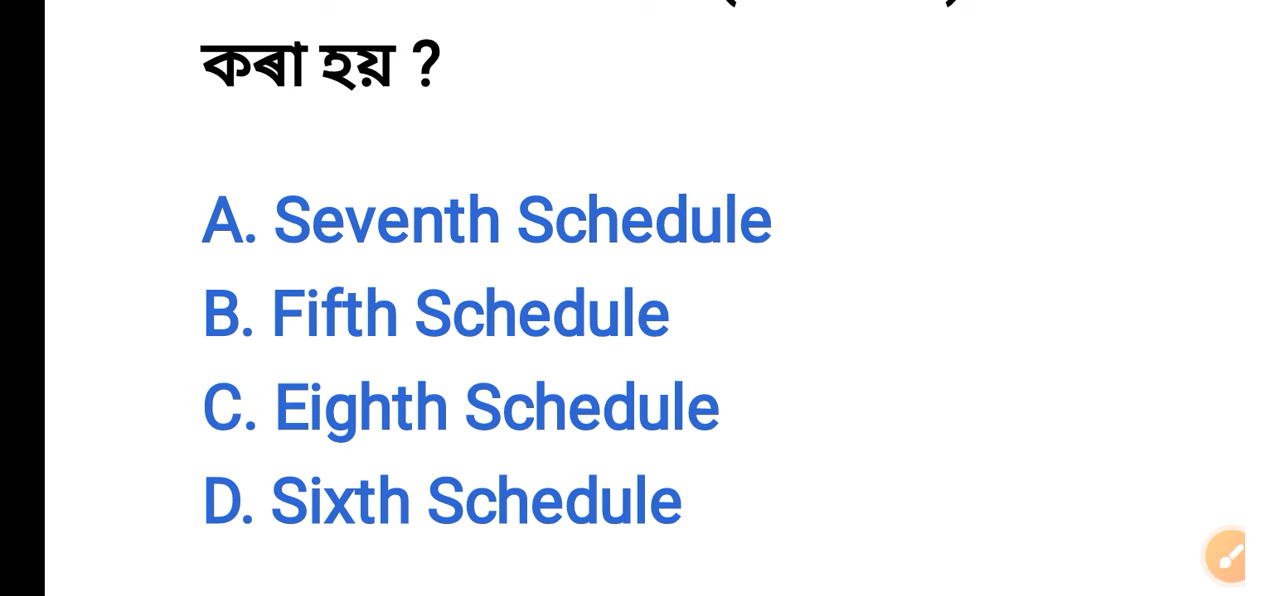 কৰা হয় ?
A. Seventh Schedule
B. Fifth Schedule
C. Eighth Schedule
D. Sixth Schedule